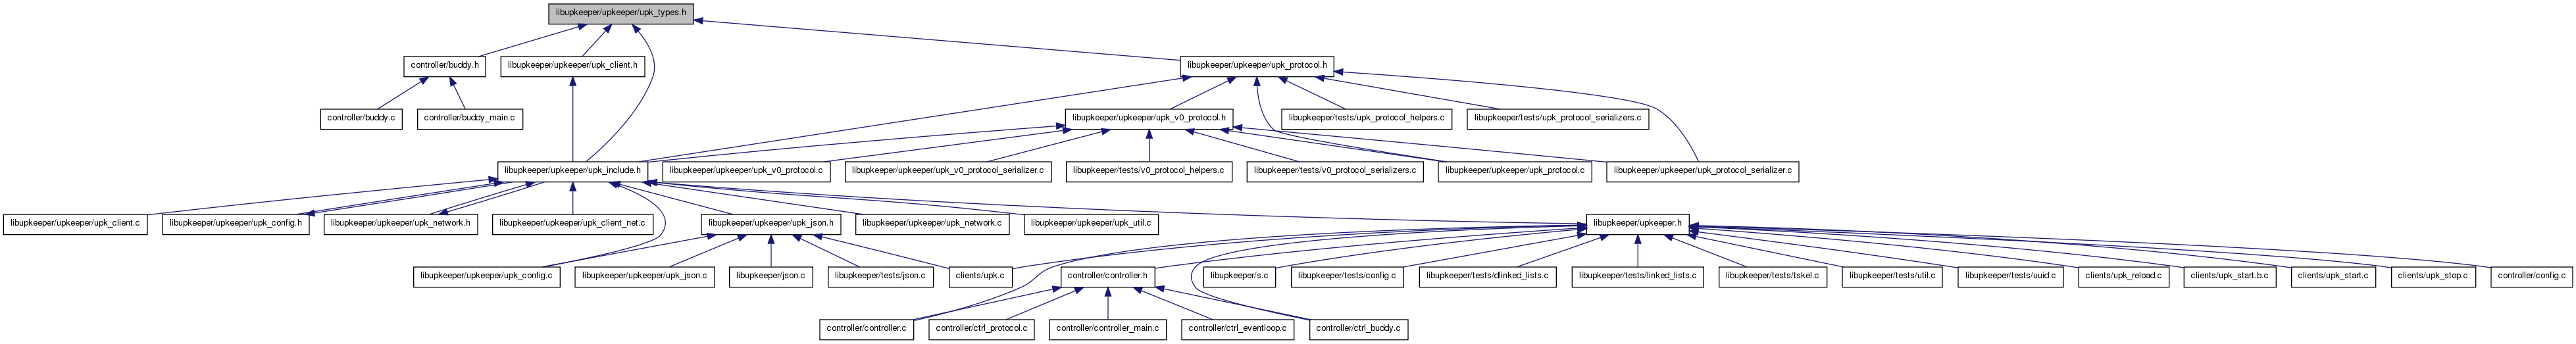 libupkeeper/upkeeper/upk_types.h
controller/buddy.h
libupkeeper/upkeeper/upk_client.h
libupkeeper/upkeeper/upk_protocol.h
controller/buddy.c
controller/buddy_main.c
libupkeeper/upkeeper/upk_v0_protocol.h
libupkeeper/tests/upk_protocol_helpers.c
libupkeeper/tests/upk_protocol_serializers.c
libupkeeper/upkeeper/upk_include.h
libupkeeper/upkeeper/upk_v0_protocol.c
libupkeeper/upkeeper/upk_v0_protocol_serializer.c
libupkeeper/tests/v0_protocol_helpers.c
libupkeeper/tests/v0_protocol_serializers.c
libupkeeper/upkeeper/upk_protocol.c
libupkeeper/upkeeper/upk_protocol_serializer.c
libupkeeper/upkeeper/upk_client.c
libupkeeper/upkeeper/upk_config.h
libupkeeper/upkeeper/upk_network.h
libupkeeper/upkeeper/upk_client_net.c
libupkeeper/upkeeper/upk_json.h
libupkeeper/upkeeper/upk_network.c
libupkeeper/upkeeper/upk_util.c
libupkeeper/upkeeper.h
libupkeeper/upkeeper/upk_config.c
libupkeeper/upkeeper/upk_json.c
libupkeeper/json.c
libupkeeper/tests/json.c
clients/upk.c
controller/controller.h
libupkeeper/s.c
libupkeeper/tests/config.c
libupkeeper/tests/dlinked_lists.c
libupkeeper/tests/linked_lists.c
libupkeeper/tests/tskel.c
libupkeeper/tests/util.c
libupkeeper/tests/uuid.c
clients/upk_reload.c
clients/upk_start.b.c
clients/upk_start.c
clients/upk_stop.c
controller/config.c
controller/controller.c
controller/ctrl_protocol.c
controller/controller_main.c
controller/ctrl_eventloop.c
controller/ctrl_buddy.c